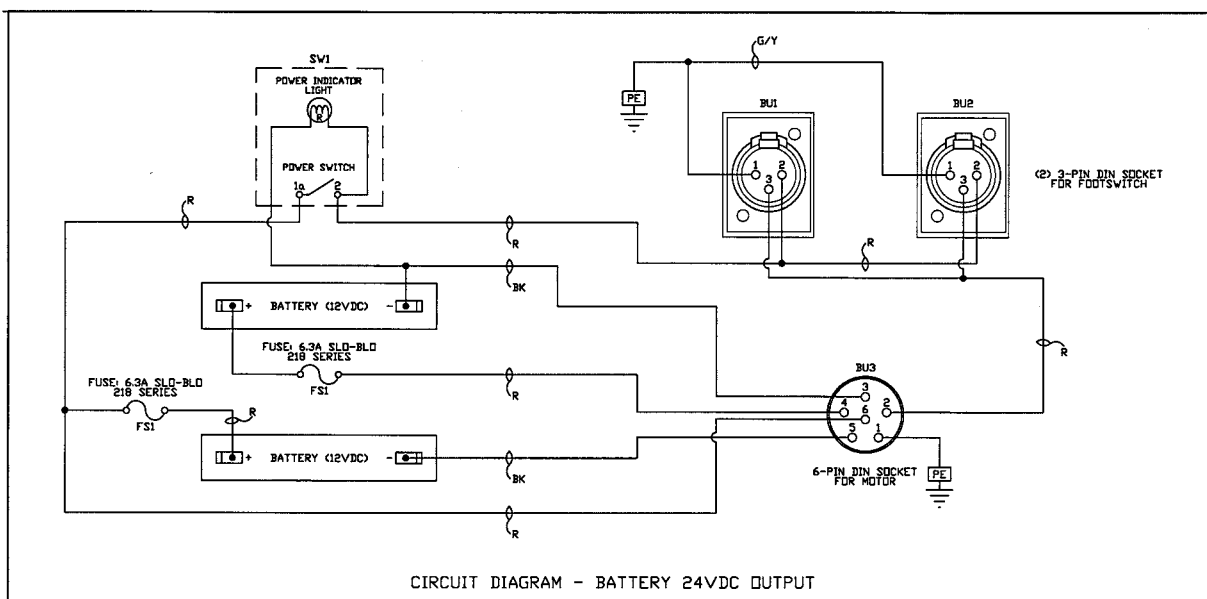 SW1
POWER INDICATOR
LIGHT
R
POWER SWITCH
1a 2
R
R
BK
G/Y
PE
BU1
1 2
3
BU2
1 2
3
(2) 3-PIN DIN SOCKET
FOR FOOTSWITCH
R
R
+ BATTERY (12VDC) -
FUSE: 6.3A SLO-BLO
218 SERIES
FS1
R
FUSE: 6.3A SLO-BLO
218 SERIES
FS1
R
+ BATTERY (12VDC) -
BK
R
BU3
3
4 6 2
5 1
6-PIN DIN SOCKET
FOR MOTOR
PE
CIRCUIT DIAGRAM - BATTERY 24VDC OUTPUT